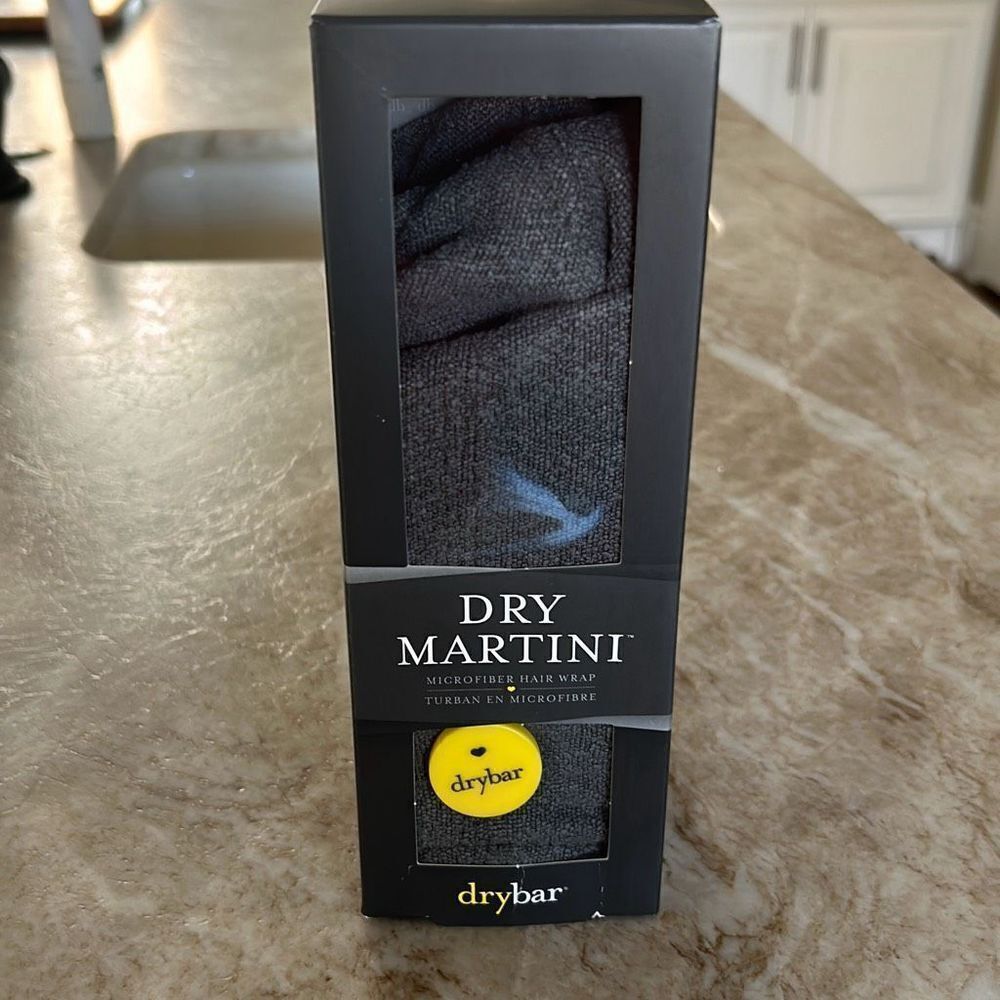 DRY
MARTINI™
MICROFIBER HAIR WRAP
TURBAN EN MICROFIBRE
drybar
drybar®